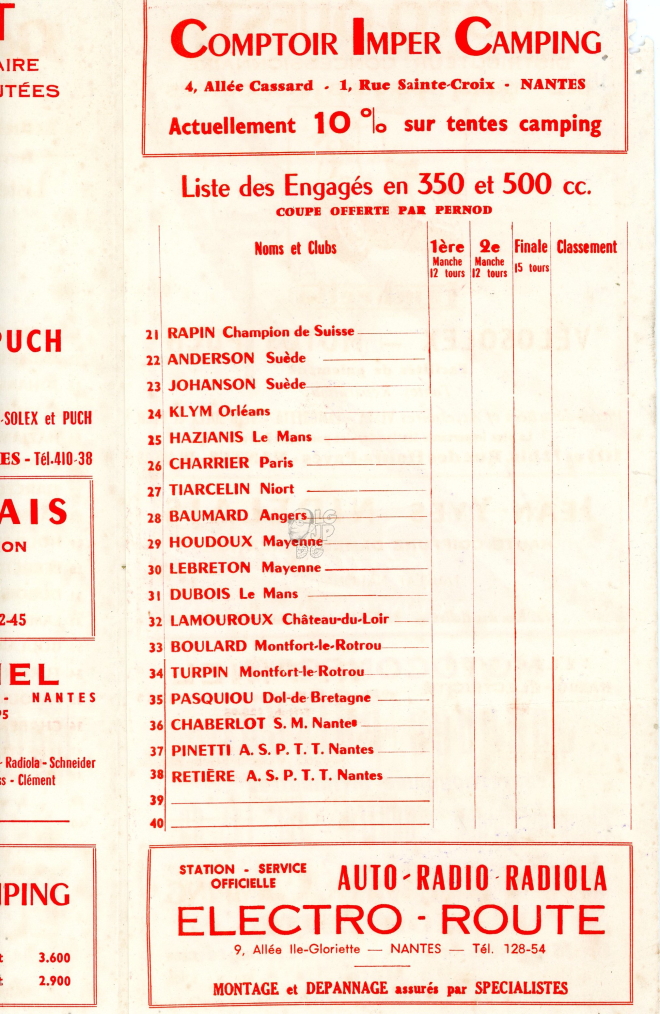 T
AIRE
UTÉES
PUCH
-SOLEX et PUCH
ES - Tél.410-38
AIS
ON
2-45
IEL
- NANTES
95
- Radiola - Schneider
ss - Clément
MPING
t 3.600
t 2.900
COMPTOIR IMPER CAMPING
4, Allée Cassard - 1, Rue Sainte-Croix - NANTES
Actuellement 10 % sur tentes camping
Liste des Engagés en 350 et 500 cc.
COUPE OFFERTE PAR PERNOD
Noms et Clubs 1ère Manche 12 tours 2e Manche 12 tours Finale 15 tours Classement
21 RAPIN Champion de Suisse
22 ANDERSON Suède
23 JOHANSON Suède
24 KLYM Orléans
25 HAZIANIS Le Mans
26 CHARRIER Paris
27 TIARCELIN Niort
28 BAUMARD Angers
29 HOUDOUX Mayenne
30 LEBRETON Mayenne
31 DUBOIS Le Mans
32 LAMOUROUX Château-du-Loir
33 BOULARD Montfort-le-Rotrou
34 TURPIN Montfort-le-Rotrou
35 PASQUIOU Dol-de-Bretagne
36 CHABERLOT S. M. Nantes
37 PINETTI A. S. P. T. T. Nantes
38 RETIÈRE A. S. P. T. T. Nantes
39
40
STATION - SERVICE
OFFICIELLE
AUTO-RADIO RADIOLA
ELECTRO - ROUTE
9, Allée Ile-Gloriette — NANTES — Tél. 128-54
MONTAGE et DEPANNAGE assurés par SPECIALISTES